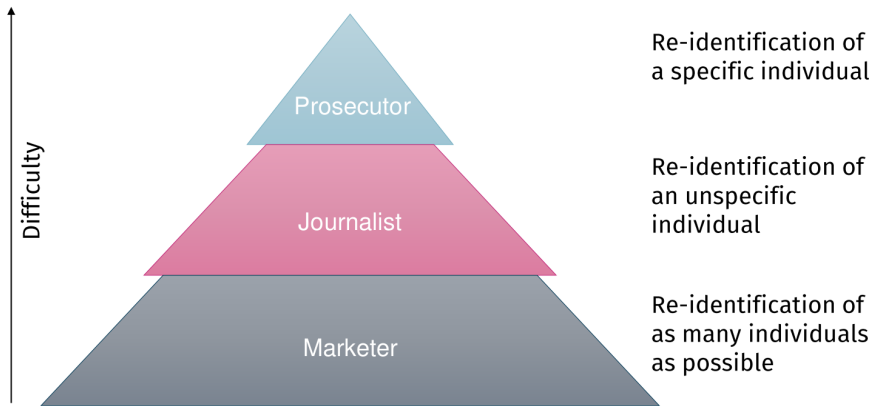 Difficulty
Prosecutor
Re-identification of
a specific individual
Journalist
Re-identification of
an unspecific
individual
Marketer
Re-identification of
as many individuals
as possible